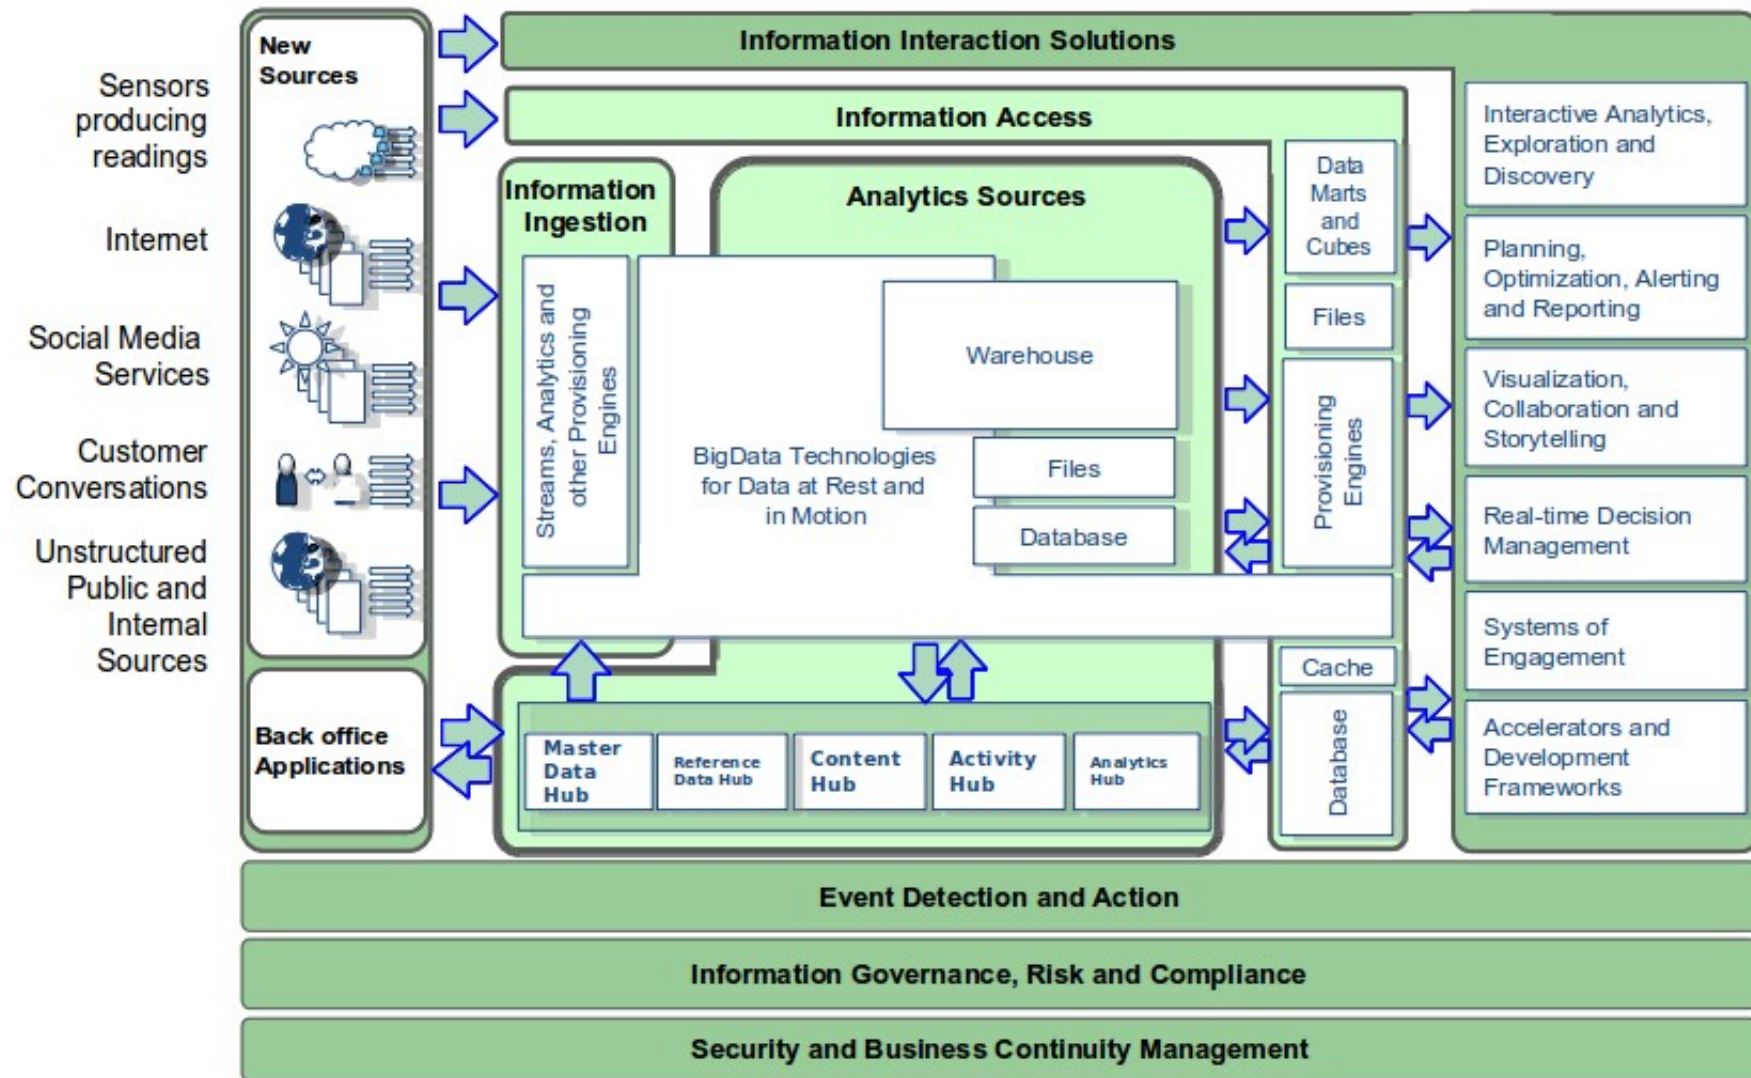 Sensors
producing
readings
Internet
Social Media
Services
Customer
Conversations
Unstructured
Public and
Internal
Sources
New
Sources
Back office
Applications
Information Interaction Solutions
Information Access
Information
Ingestion
Streams, Analytics and
other Provisioning
Engines
Analytics Sources
Warehouse
BigData Technologies
for Data at Rest and
in Motion
Files
Database
Master
Data
Hub
Reference
Data Hub
Content
Hub
Activity
Hub
Analytics
Hub
Data
Marts
and
Cubes
Files
Provisioning
Engines
Cache
Database
Interactive Analytics,
Exploration and
Discovery
Planning,
Optimization, Alerting
and Reporting
Visualization,
Collaboration and
Storytelling
Real-time Decision
Management
Systems of
Engagement
Accelerators and
Development
Frameworks
Event Detection and Action
Information Governance, Risk and Compliance
Security and Business Continuity Management